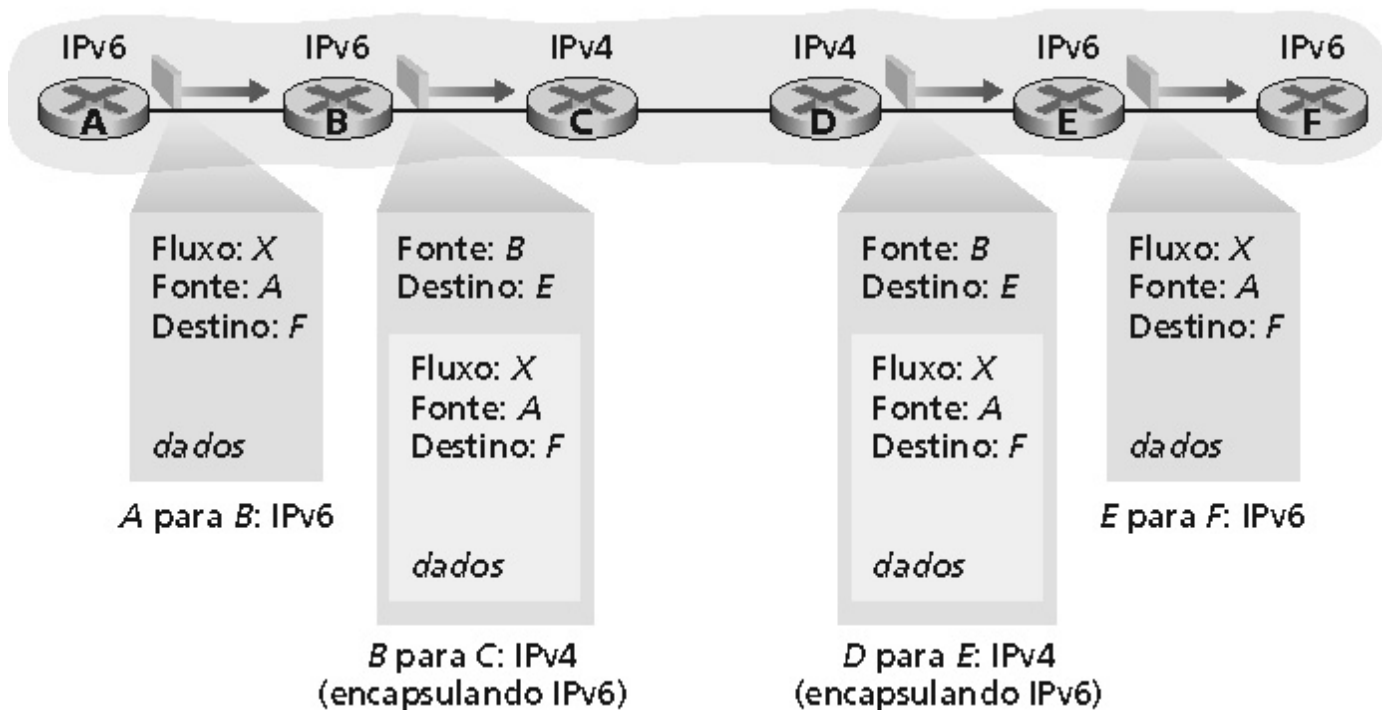 IPv6
IPv6
IPv4
IPv4
IPv6
IPv6
A
B
C
D
E
F
Fluxo: X
Fonte: A
Destino: F
dados
A para B: IPv6
Fonte: B
Destino: E
Fluxo: X
Fonte: A
Destino: F
dados
B para C: IPv4
(encapsulando IPv6)
Fonte: B
Destino: E
Fluxo: X
Fonte: A
Destino: F
dados
D para E: IPv4
(encapsulando IPv6)
Fluxo: X
Fonte: A
Destino: F
dados
E para F: IPv6